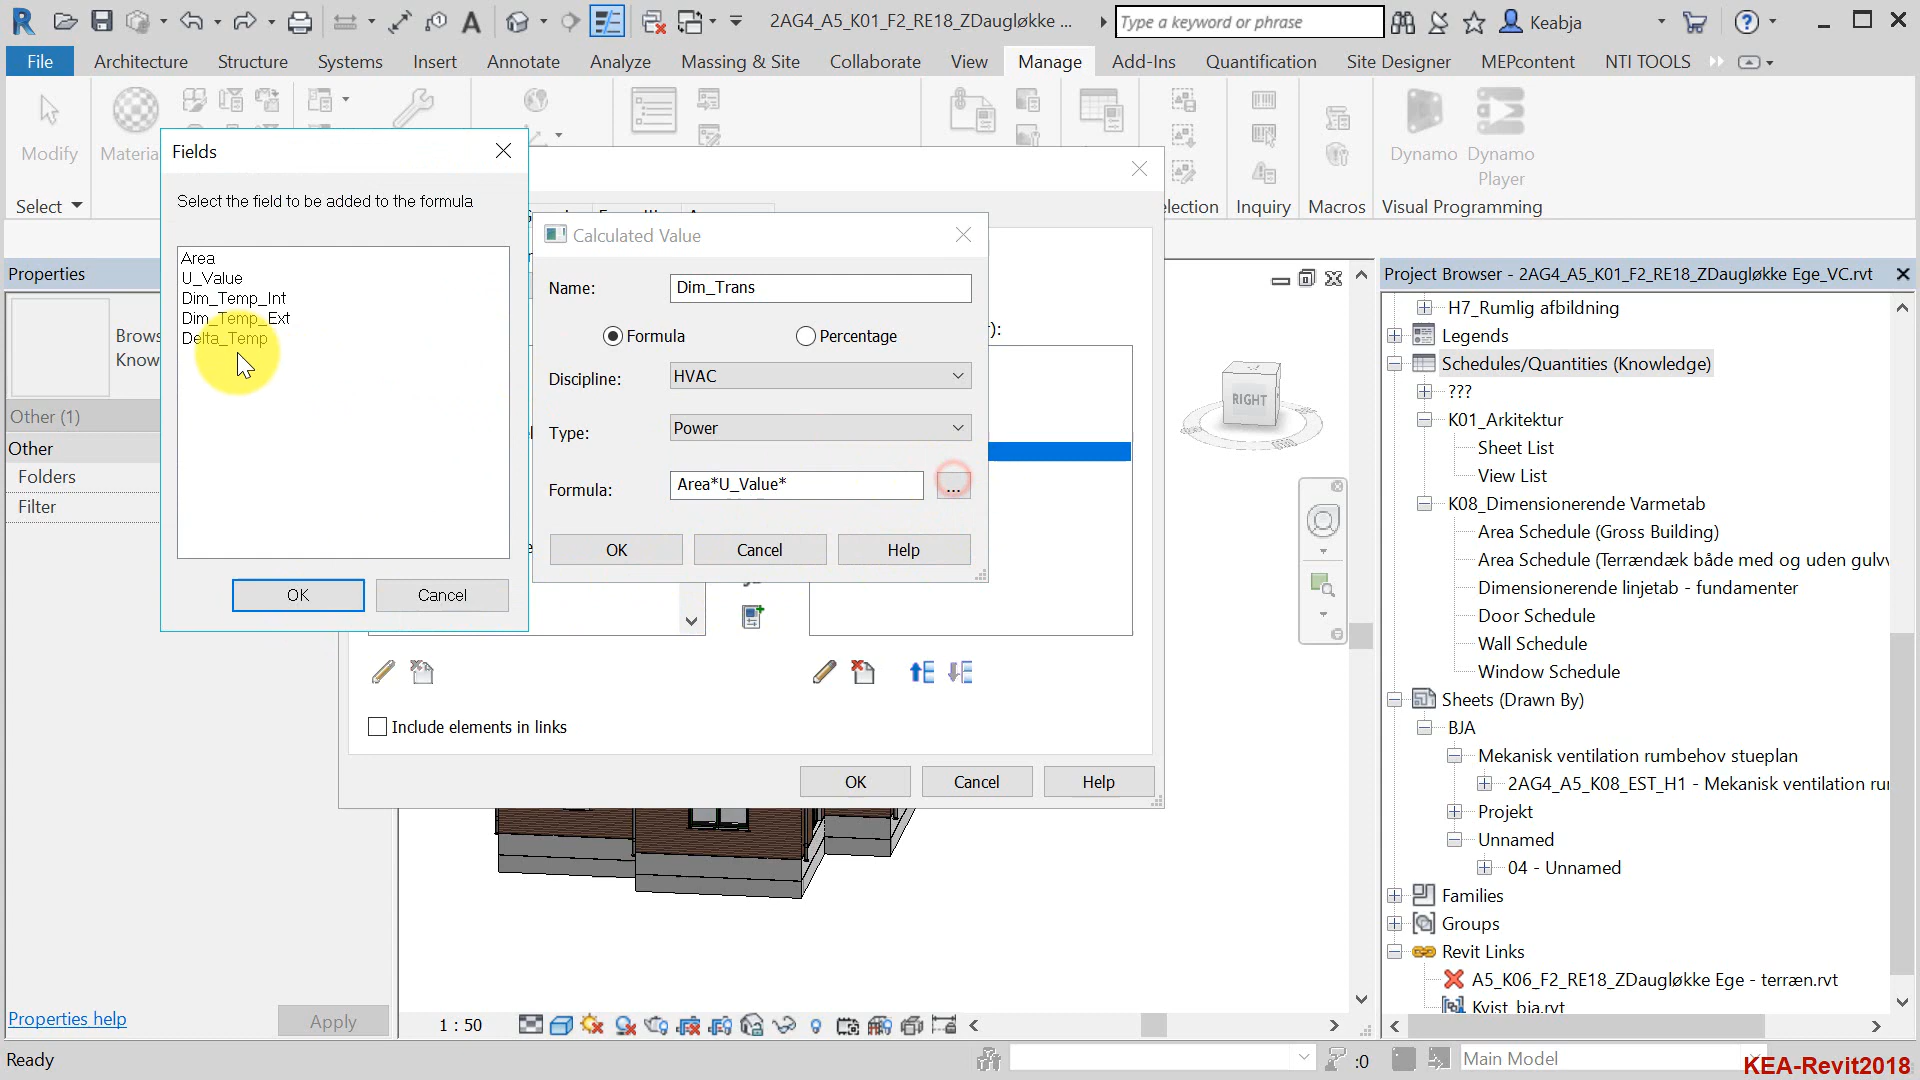 2AG4_A5_K01_F2_RE18_ZDaugløkke ...
Type a keyword or phrase
Keabja
File Architecture Structure Systems Insert Annotate Analyze Massing & Site Collaborate View Manage Add-Ins Quantification Site Designer MEPcontent NTI TOOLS
Modify
Materia
Dynamo
Dynamo Player
Select
lection
Inquiry
Macros
Visual Programming
Fields
Select the field to be added to the formula
Area
U_Value
Dim_Temp_Int
Dim_Temp_Ext
Delta_Temp
OK
Cancel
Calculated Value
Name:
Dim_Trans
Formula
Percentage
Discipline:
HVAC
Type:
Power
Formula:
Area*U_Value*
...
OK
Cancel
Help
):
Include elements in links
OK
Cancel
Help
Properties
Brows
Know
Other (1)
Other
Folders
Filter
Properties help
Apply
RIGHT
Project Browser - 2AG4_A5_K01_F2_RE18_ZDaugløkke Ege_VC.rvt
H7_Rumlig afbildning
Legends
Schedules/Quantities (Knowledge)
???
K01_Arkitektur
Sheet List
View List
K08_Dimensionerende Varmetab
Area Schedule (Gross Building)
Area Schedule (Terrændæk både med og uden gulvv
Dimensionerende linjetab - fundamenter
Door Schedule
Wall Schedule
Window Schedule
Sheets (Drawn By)
BJA
Mekanisk ventilation rumbehov stueplan
2AG4_A5_K08_EST_H1 - Mekanisk ventilation rui
Projekt
Unnamed
04 - Unnamed
Families
Groups
Revit Links
A5_K06_F2_RE18_ZDaugløkke Ege - terræn.rvt
Kvist_bja.rvt
1 : 50
Ready
:0
Main Model
KEA-Revit2018